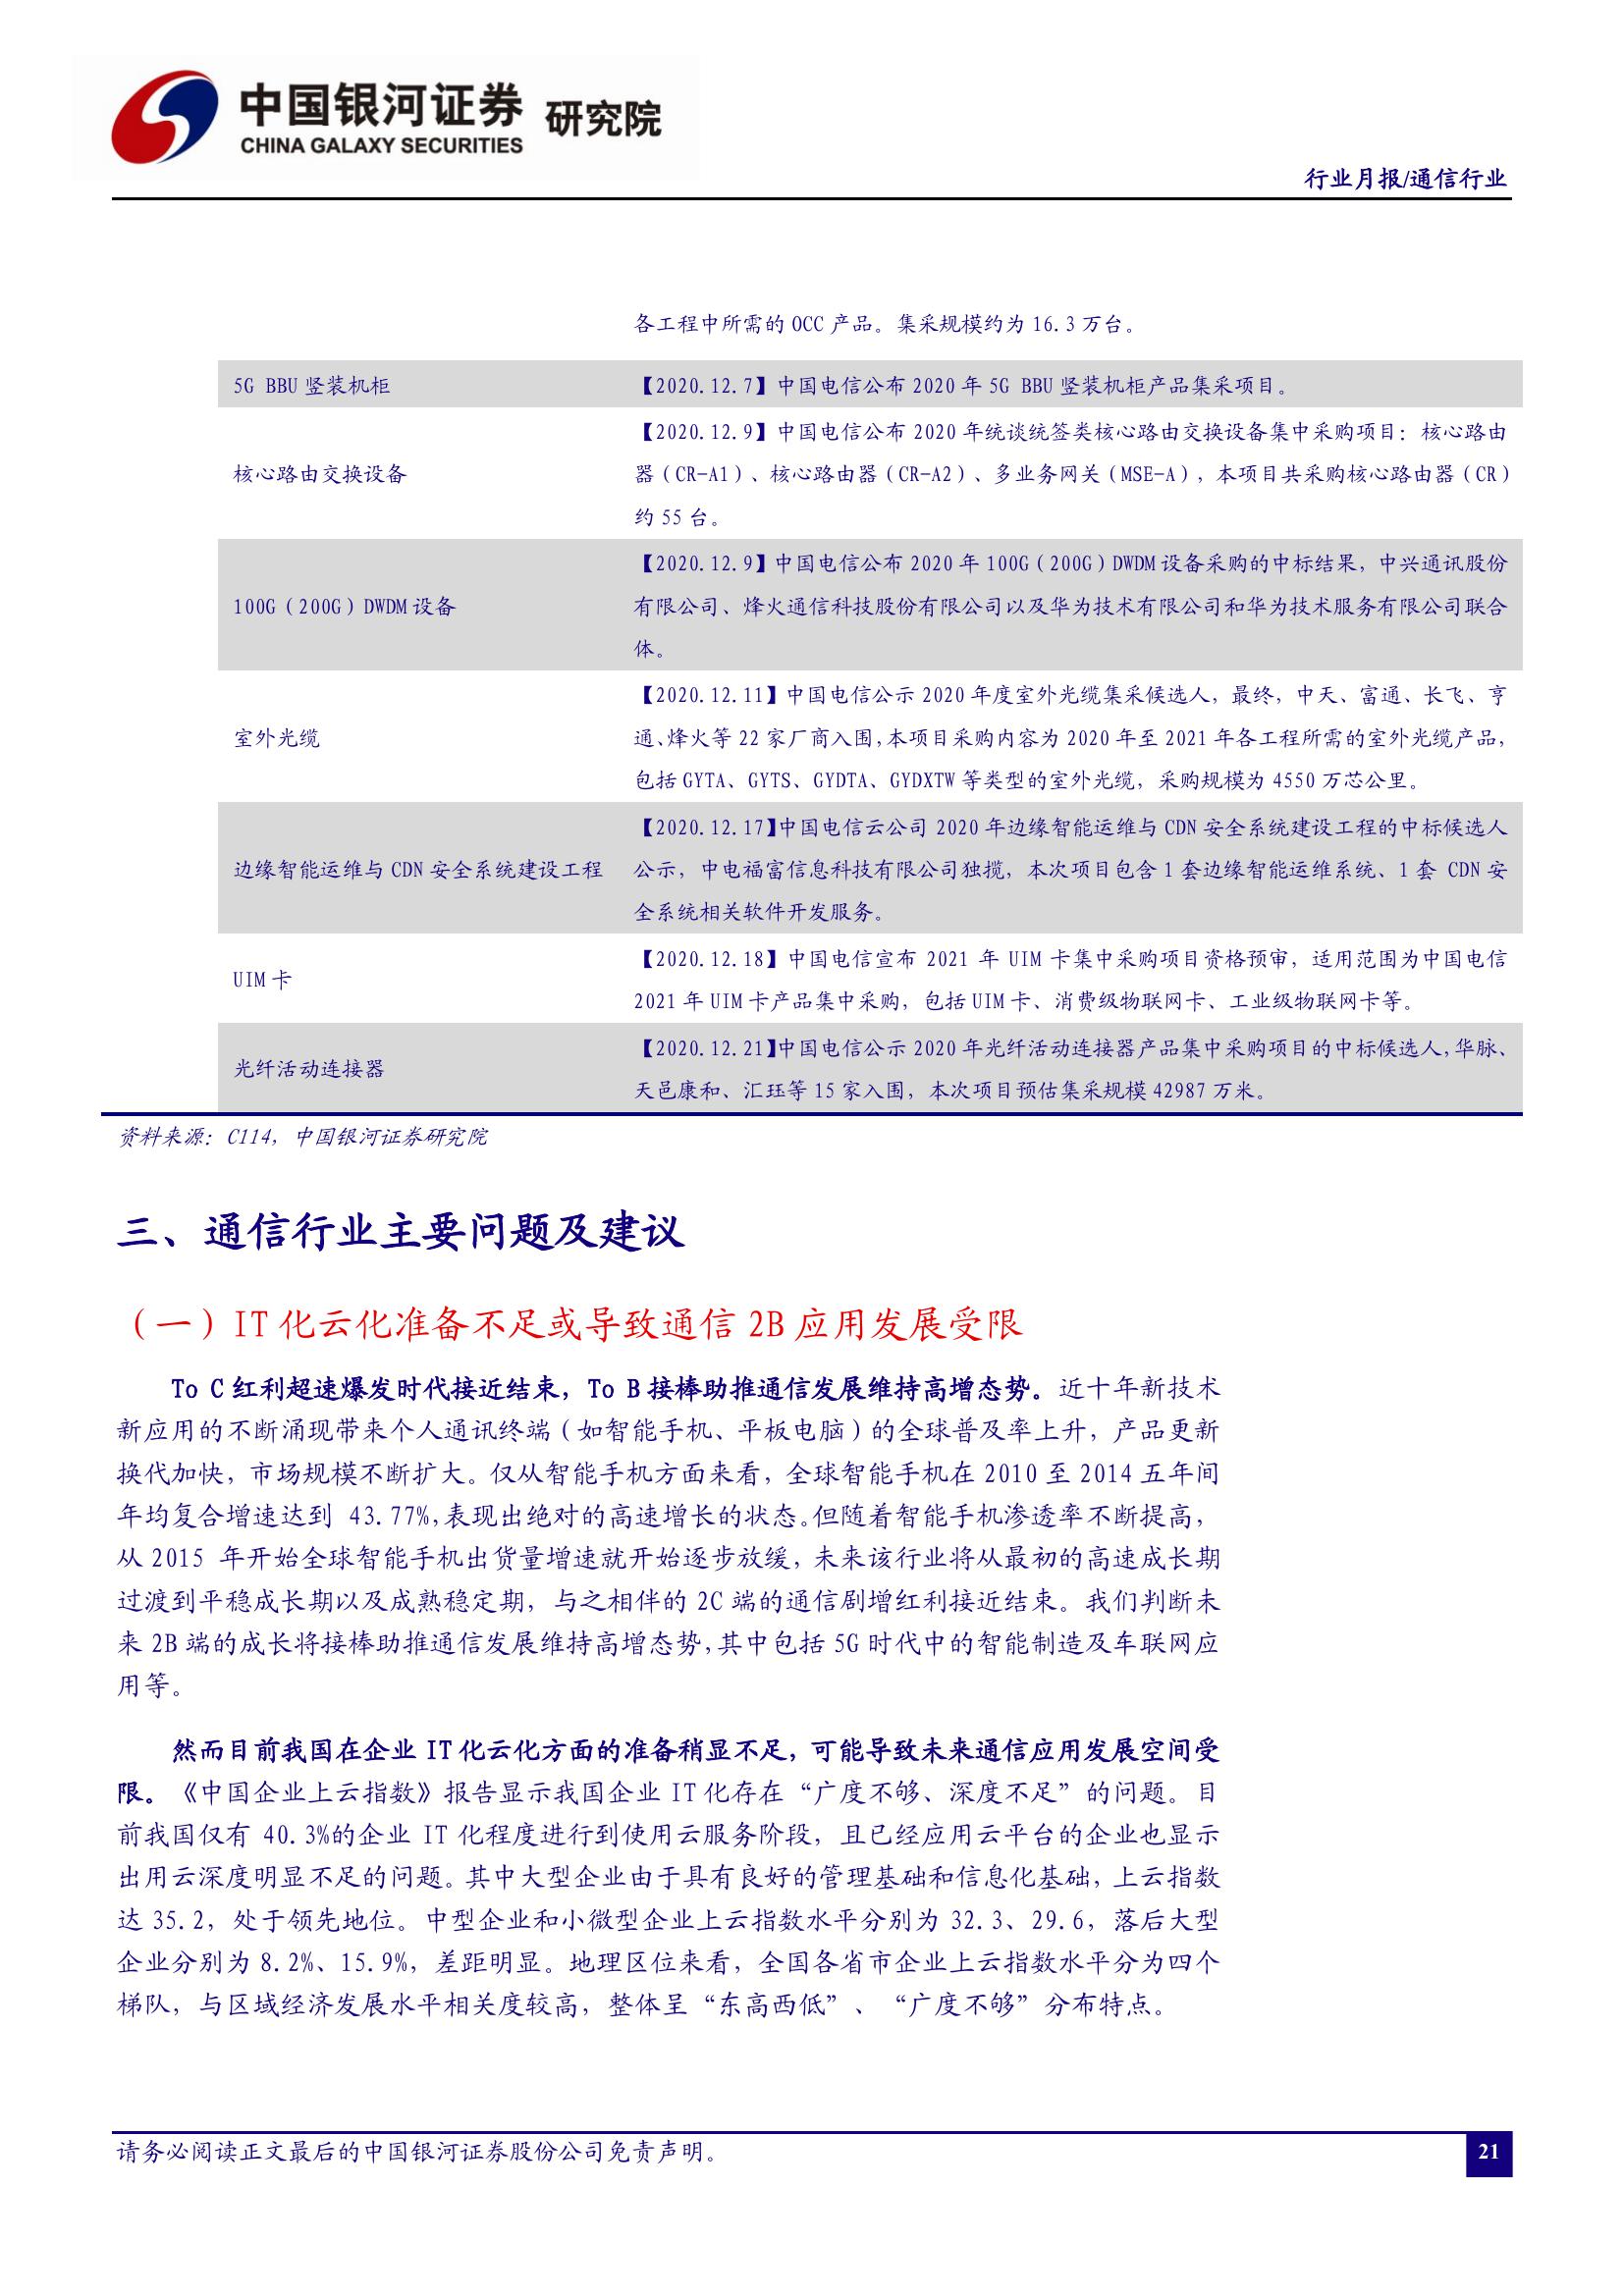 中国银河证券 研究院
CHINA GALAXY SECURITIES
行业月报/通信行业
各工程中所需的 OCC 产品。集采规模约为 16.3 万台。
5G BBU 竖装机柜
【2020.12.7】中国电信公布 2020 年 5G BBU 竖装机柜产品集采项目。
核心路由交换设备
【2020.12.9】中国电信公布 2020 年统谈统签类核心路由交换设备集中采购项目：核心路由
器（CR-A1）、核心路由器（CR-A2）、多业务网关（MSE-A），本项目共采购核心路由器（CR）
约 55 台。
100G（200G）DWDM 设备
【2020.12.9】中国电信公布 2020 年 100G（200G）DWDM 设备采购的中标结果，中兴通讯股份
有限公司、烽火通信科技股份有限公司以及华为技术有限公司和华为技术服务有限公司联合
体。
室外光缆
【2020.12.11】中国电信公示 2020 年度室外光缆集采候选人，最终，中天、富通、长飞、亨
通、烽火等 22 家厂商入围，本项目采购内容为 2020 年至 2021 年各工程所需的室外光缆产品，
包括 GYTA、GYTS、GYDTA、GYDXTW 等类型的室外光缆，采购规模为 4550 万芯公里。
边缘智能运维与 CDN 安全系统建设工程
【2020.12.17】中国电信云公司 2020 年边缘智能运维与 CDN 安全系统建设工程的中标候选人
公示，中电福富信息科技有限公司独揽，本次项目包含 1 套边缘智能运维系统、1 套 CDN 安
全系统相关软件开发服务。
UIM 卡
【2020.12.18】中国电信宣布 2021 年 UIM 卡集中采购项目资格预审，适用范围为中国电信
2021 年 UIM 卡产品集中采购，包括 UIM 卡、消费级物联网卡、工业级物联网卡等。
光纤活动连接器
【2020.12.21】中国电信公示 2020 年光纤活动连接器产品集中采购项目的中标候选人，华脉、
天邑康和、汇珏等 15 家入围，本次项目预估集采规模 42987 万米。
资料来源：C114，中国银河证券研究院
三、通信行业主要问题及建议
（一）IT 化云化准备不足或导致通信 2B 应用发展受限
To C 红利超速爆发时代接近结束，To B 接棒助推通信发展维持高增态势。近十年新技术
新应用的不断涌现带来个人通讯终端（如智能手机、平板电脑）的全球普及率上升，产品更新
换代加快，市场规模不断扩大。仅从智能手机方面来看，全球智能手机在 2010 至 2014 五年间
年均复合增速达到 43.77%，表现出绝对的高速增长的状态。但随着智能手机渗透率不断提高，
从 2015 年开始全球智能手机出货量增速就开始逐步放缓，未来该行业将从最初的高速成长期
过渡到平稳成长期以及成熟稳定期，与之相伴的 2C 端的通信剧增红利接近结束。我们判断未
来 2B 端的成长将接棒助推通信发展维持高增态势，其中包括 5G 时代中的智能制造及车联网应
用等。
然而目前我国在企业 IT 化云化方面的准备稍显不足，可能导致未来通信应用发展空间受
限。《中国企业上云指数》报告显示我国企业 IT 化存在“广度不够、深度不足”的问题。目
前我国仅有 40.3%的企业 IT 化程度进行到使用云服务阶段，且已经应用云平台的企业也显示
出用云深度明显不足的问题。其中大型企业由于具有良好的管理基础和信息化基础，上云指数
达 35.2，处于领先地位。中型企业和小微型企业上云指数水平分别为 32.3、29.6，落后大型
企业分别为 8.2%、15.9%，差距明显。地理区位来看，全国各省市企业上云指数水平分为四个
梯队，与区域经济发展水平相关度较高，整体呈“东高西低”、“广度不够”分布特点。
请务必阅读正文最后的中国银河证券股份公司免责声明。
21